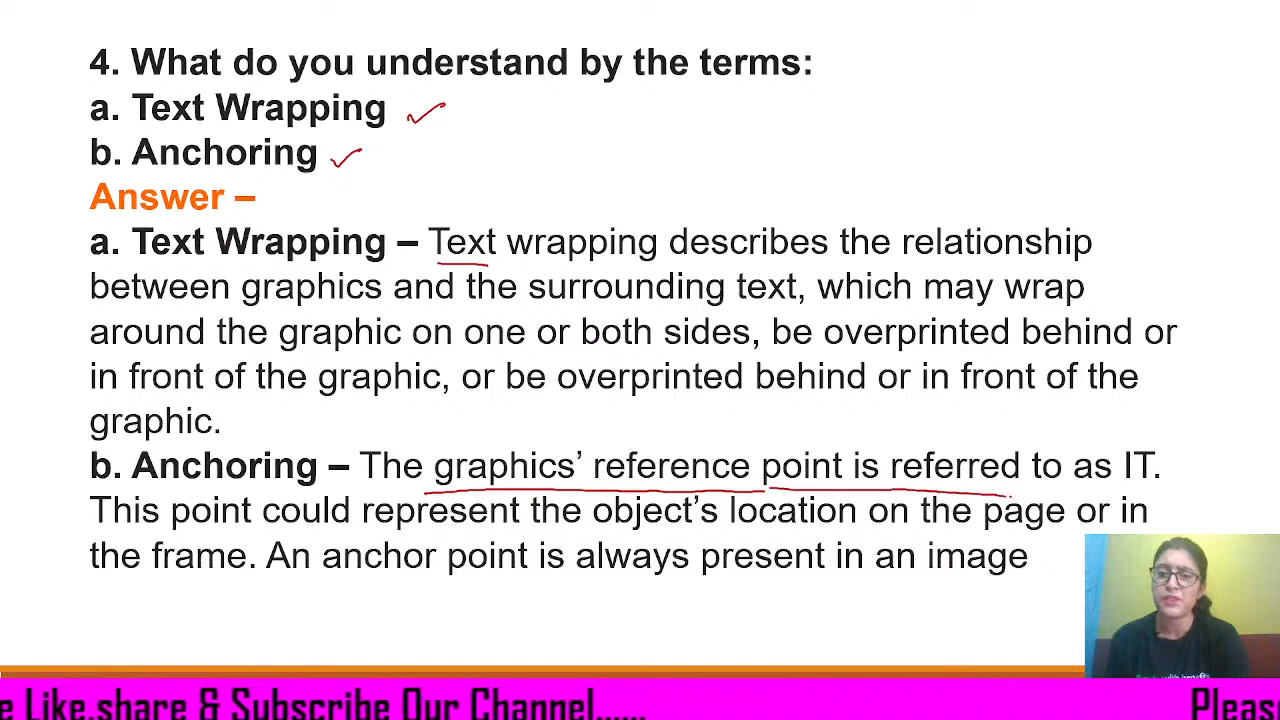 4. What do you understand by the terms:
a. Text Wrapping
b. Anchoring
Answer –
a. Text Wrapping – Text wrapping describes the relationship
between graphics and the surrounding text, which may wrap
around the graphic on one or both sides, be overprinted behind or
in front of the graphic, or be overprinted behind or in front of the
graphic.
b. Anchoring – The graphics’ reference point is referred to as IT.
This point could represent the object’s location on the page or in
the frame. An anchor point is always present in an image
e Like,share & Subscribe Our Channel...... Pleas